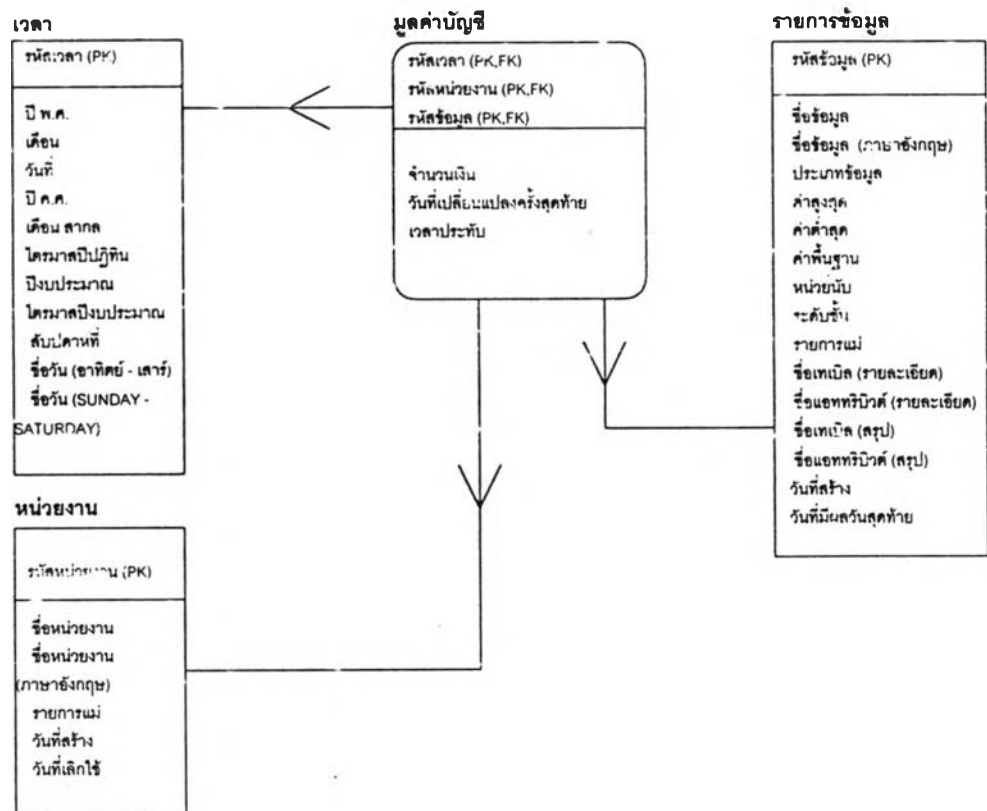 เวลา
รหัสเวลา (PK)
ปี พ.ศ.
เดือน
วันที่
ปี ค.ศ.
เดือน สากล
ไตรมาสปีปฏิทิน
ปีงบประมาณ
ไตรมาสปีงบประมาณ
สัปดาห์ที่
ชื่อวัน (อาทิตย์ - เสาร์)
ชื่อวัน (SUNDAY -
SATURDAY)
หน่วยงาน
รหัสหน่วยงาน (PK)
ชื่อหน่วยงาน
ชื่อหน่วยงาน
(ภาษาอังกฤษ)
รายการแม่
วันที่สร้าง
วันที่เลิกใช้
มูลค่าบัญชี
รหัสเวลา (PK,FK)
รหัสหน่วยงาน (PK,FK)
รหัสข้อมูล (PK,FK)
จำนวนเงิน
วันที่เปลี่ยนแปลงครั้งสุดท้าย
เวลาประทับ
รายการข้อมูล
รหัสข้อมูล (PK)
ชื่อข้อมูล
ชื่อข้อมูล (ภาษาอังกฤษ)
ประเภทข้อมูล
ค่าสูงสุด
ค่าต่ำสุด
ค่าพื้นฐาน
หน่วยนับ
ระดับชั้น
รายการแม่
ชื่อเทเบิล (รายละเอียด)
ชื่อแอททริบิวต์ (รายละเอียด)
ชื่อเทเบิล (สรุป)
ชื่อแอททริบิวต์ (สรุป)
วันที่สร้าง
วันที่มีผลวันสุดท้าย